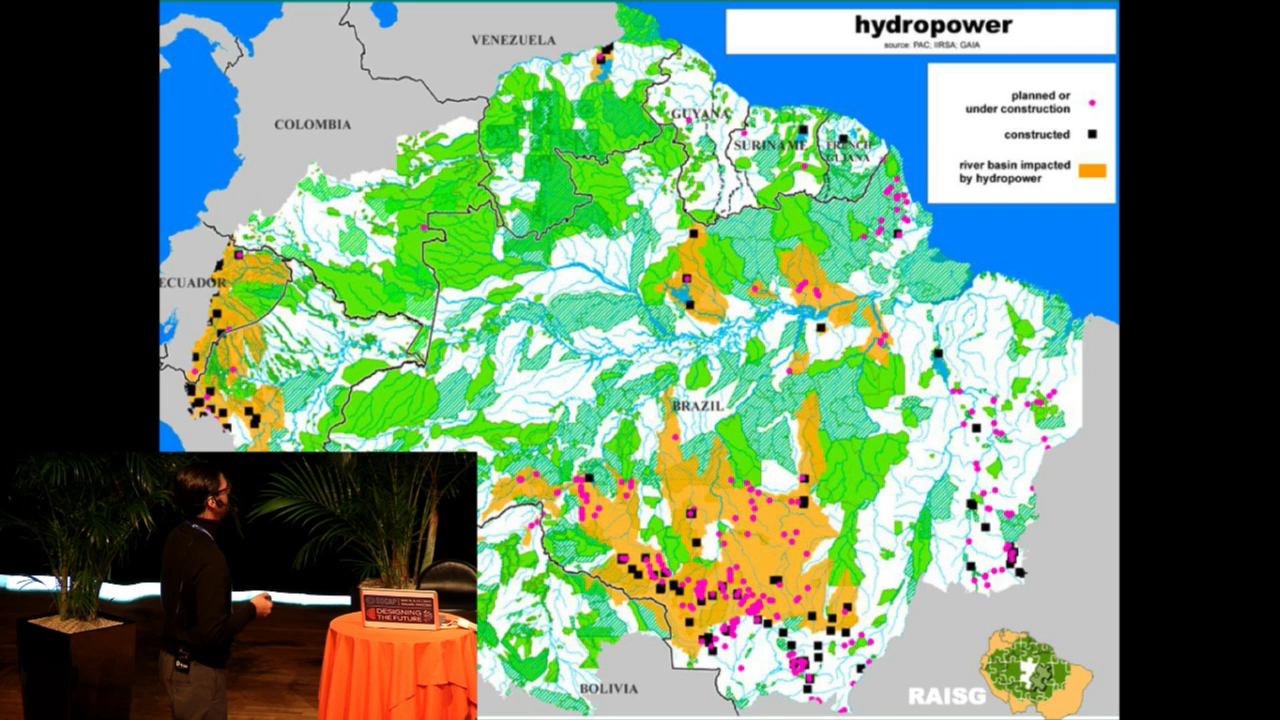 hydropower
source: PAC; IIRSA; GAIA
planned or
under construction
constructed
river basin impacted
by hydropower
VENEZUELA
COLOMBIA
GUYANA
SURINAME
FRENCH
GUIANA
ECUADOR
BRAZIL
BOLIVIA
RAISG
DESIGNING
THE FUTURE